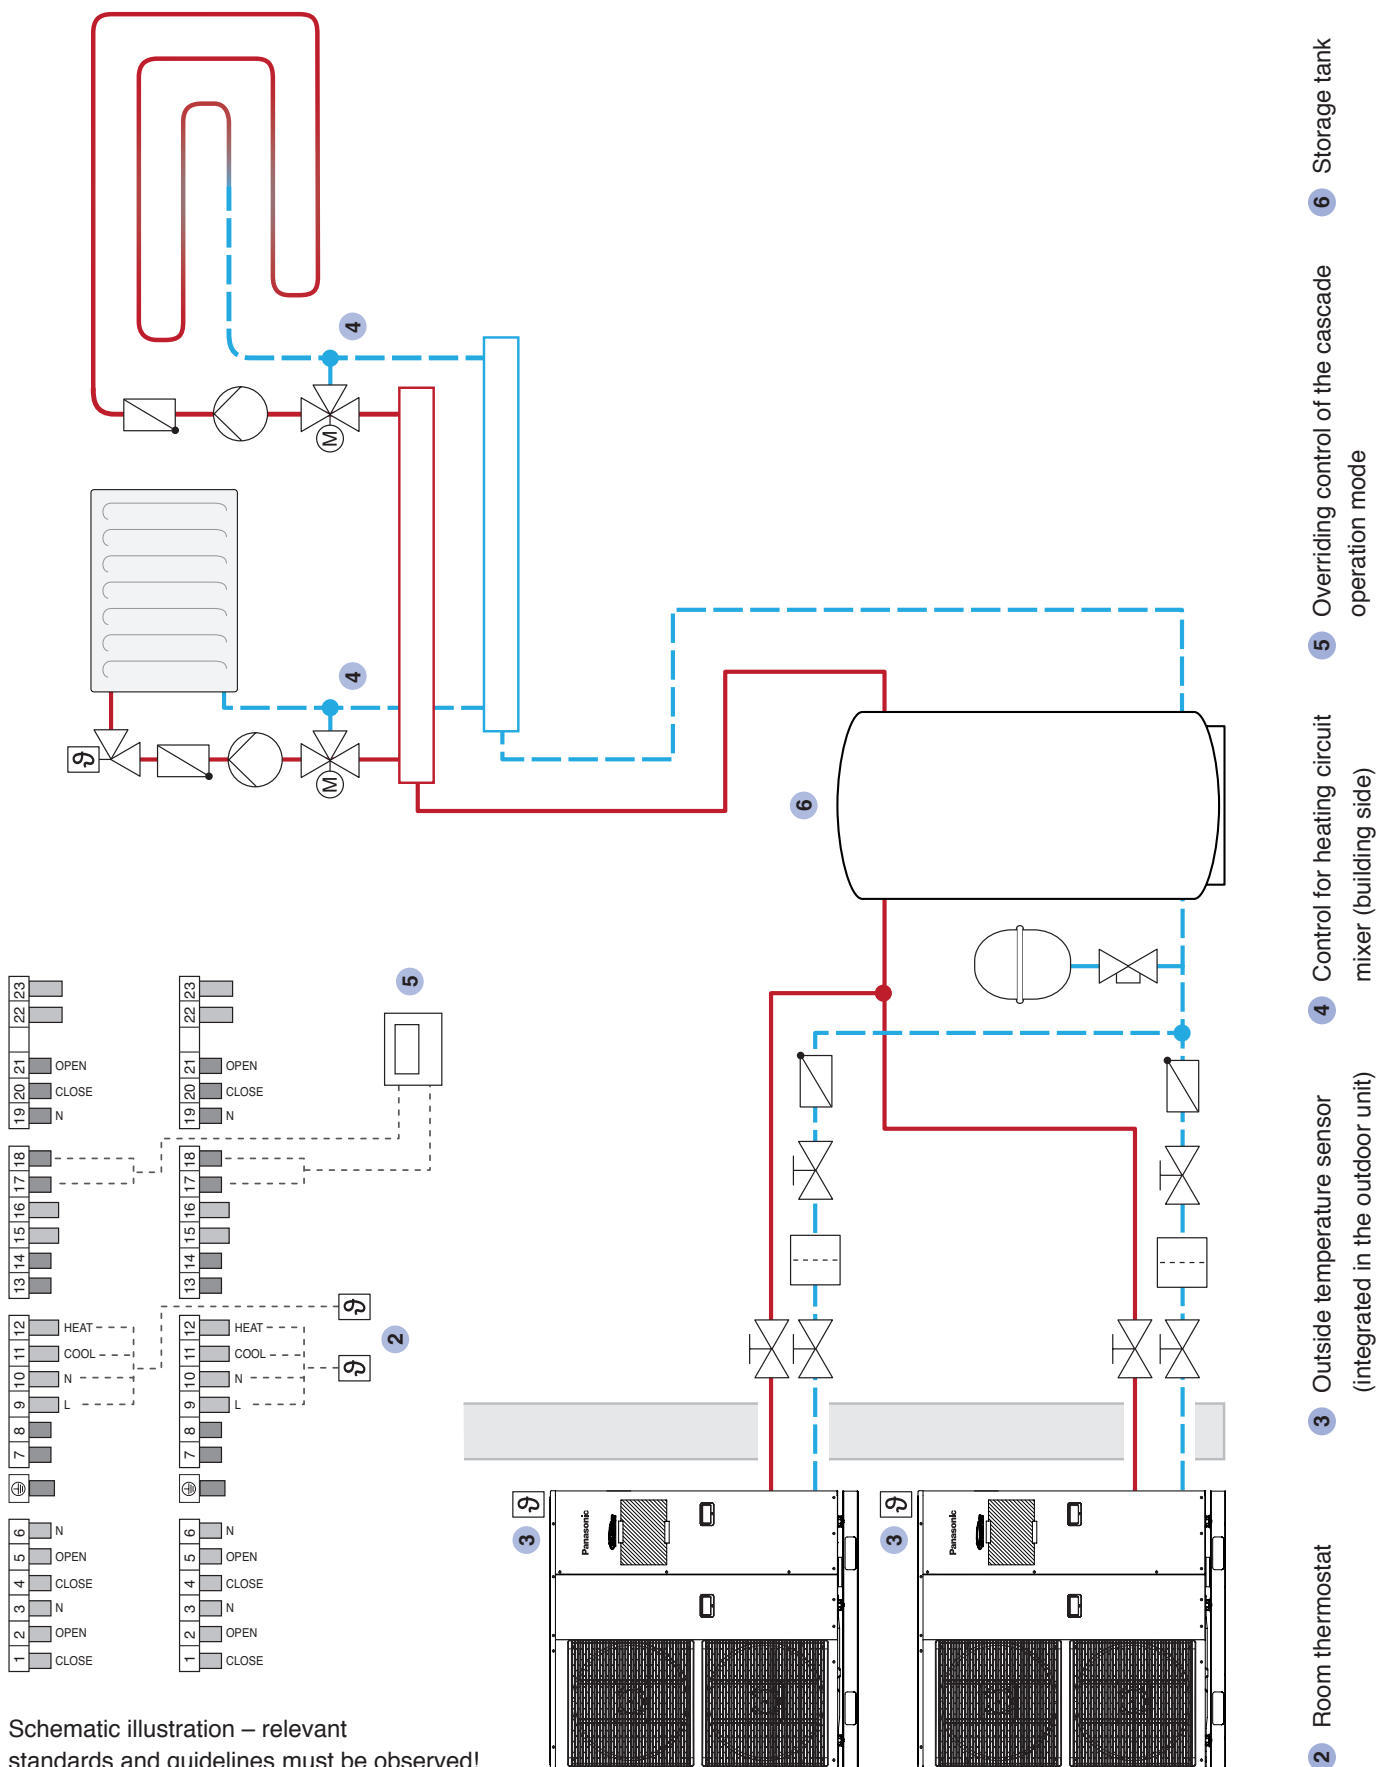 23
22
21 OPEN
20 CLOSE
19 N
18
17
16
15
14
13
12 HEAT
11 COOL
10 N
9 L
8
7
6 N
5 OPEN
4 CLOSE
3 N
2 OPEN
1 CLOSE
23
22
21 OPEN
20 CLOSE
19 N
18
17
16
15
14
13
12 HEAT
11 COOL
10 N
9 L
8
7
6 N
5 OPEN
4 CLOSE
3 N
2 OPEN
1 CLOSE
ϑ
ϑ
2
5
ϑ
M
4
M
4
6
3
ϑ
Panasonic
3
ϑ
Panasonic
Schematic illustration – relevant
standards and guidelines must be observed!
2 Room thermostat
3 Outside temperature sensor
(integrated in the outdoor unit)
4 Control for heating circuit
mixer (building side)
5 Overriding control of the cascade
operation mode
6 Storage tank